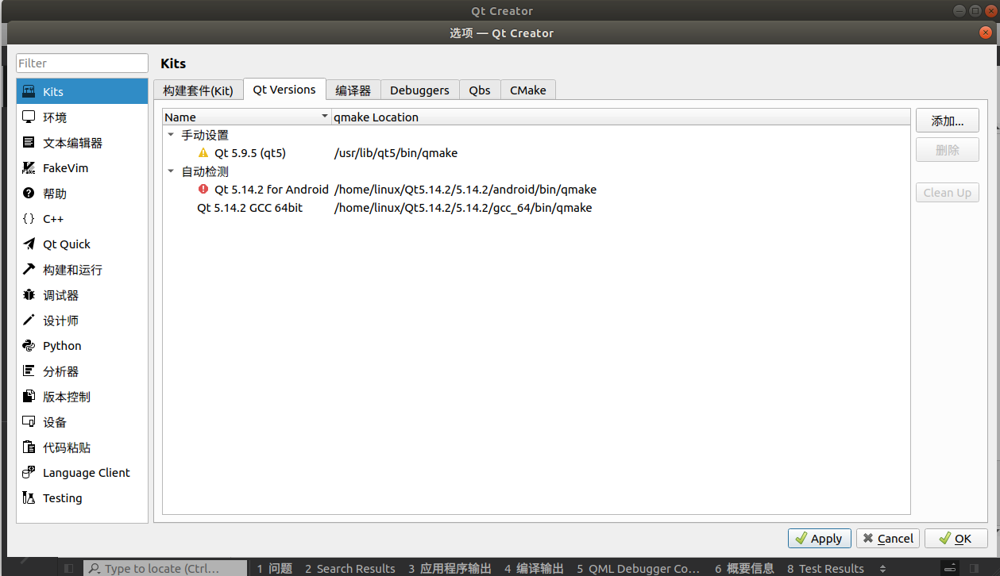 Qt Creator
选项 — Qt Creator
Filter
Kits
环境
文本编辑器
FakeVim
帮助
C++
Qt Quick
构建和运行
调试器
设计师
Python
分析器
版本控制
设备
代码粘贴
Language Client
Testing
Kits
构建套件(Kit) Qt Versions 编译器 Debuggers Qbs CMake
Name qmake Location
手动设置
Qt 5.9.5 (qt5) /usr/lib/qt5/bin/qmake
自动检测
Qt 5.14.2 for Android /home/linux/Qt5.14.2/5.14.2/android/bin/qmake
Qt 5.14.2 GCC 64bit /home/linux/Qt5.14.2/5.14.2/gcc_64/bin/qmake
添加...
删除
Clean Up
Apply Cancel OK
Type to locate (Ctrl... 1 问题 2 Search Results 3 应用程序输出 4 编译输出 5 QML Debugger Co... 6 概要信息 8 Test Results